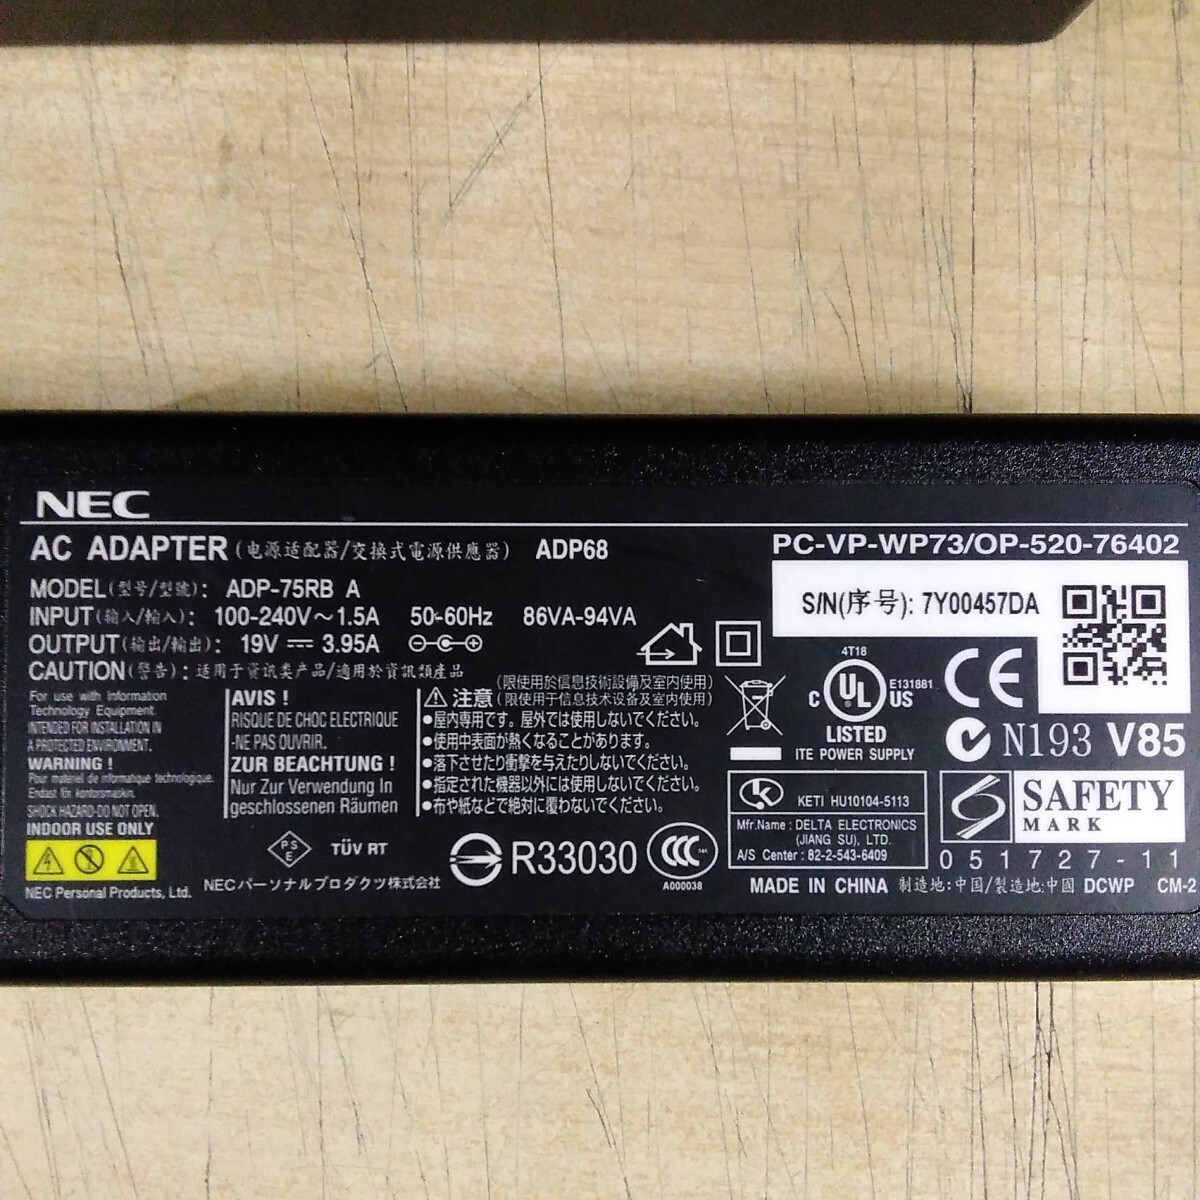 NEC
AC ADAPTER (电源适配器/交換式電源供應器) ADP68
PC-VP-WP73/OP-520-76402
MODEL(型号/型號): ADP-75RB A
INPUT(输入/輸入): 100-240V～1.5A 50-60Hz 86VA-94VA
OUTPUT(输出/輸出): 19V 3.95A
CAUTION(警告): 适用于資訊类产品/適用於資訊類産品
S/N(序号): 7Y00457DA
For use with Information
Technology Equipment.
INTENDED FOR INSTALLATION IN
A PROTECTED ENVIRONMENT.
WARNING !
Pour matériel de informatique technologique.
Endast för kontorsmaskin.
SHOCK HAZARD-DO NOT OPEN.
INDOOR USE ONLY
NEC Personal Products, Ltd.
AVIS !
RISQUE DE CHOC ELECTRIQUE
-NE PAS OUVRIR.
ZUR BEACHTUNG !
Nur Zur Verwendung In
geschlossenen Räumen
PS
E
TÜV RT
NECパーソナルプロダクツ株式会社
注意 (限使用於信息技術設備及室内使用)
(限使用于信息技术设备及室内使用)
●屋内専用です。屋外では使用しないでください。
●使用中表面が熱くなることがあります。
●落下させたり衝撃を与えたりしないでください。
●指定された機器以外には使用しないでください。
●布や紙などで絶対に覆わないでください。
R33030
CCC
A000038
4T18
C UL US
E131881
LISTED
ITE POWER SUPPLY
CE
N193 V85
KETI HU10104-5113
Mfr.Name : DELTA ELECTRONICS
(JIANG SU), LTD.
A/S Center : 82-2-543-6409
SAFETY
MARK
051727-11
MADE IN CHINA 制造地:中国/製造地:中國 DCWP CM-2